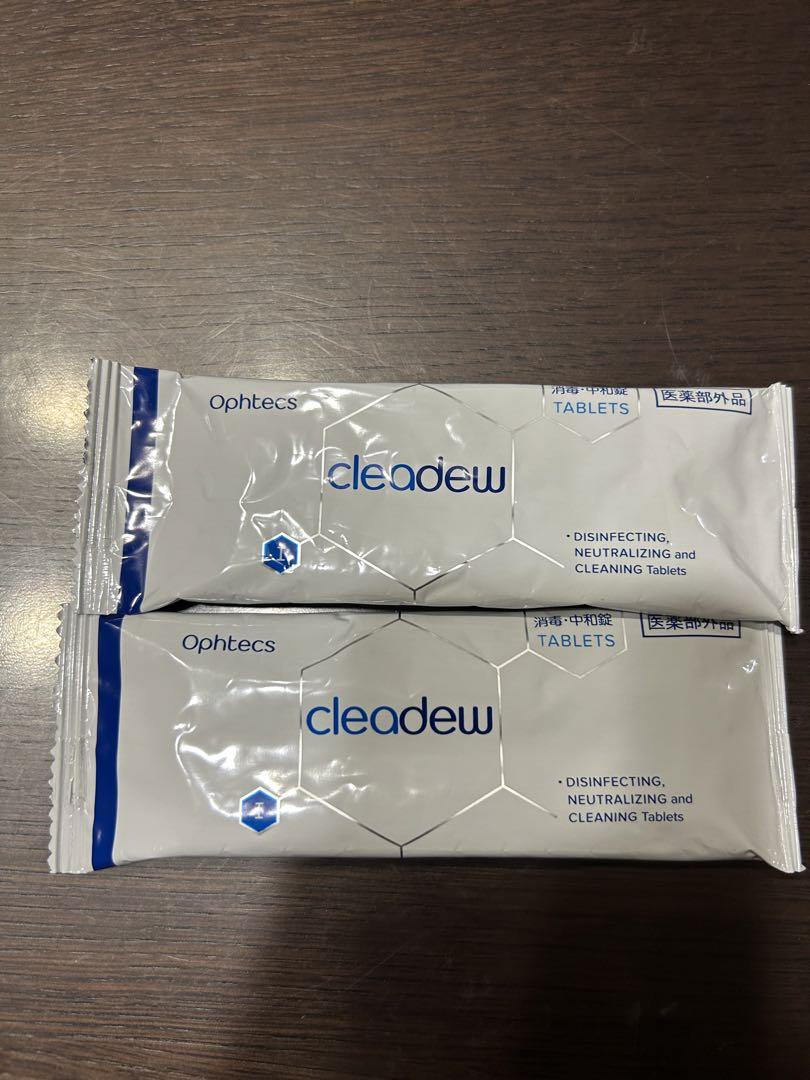 Ophtecs
消毒・中和錠
TABLETS
医薬部外品
cleadew
・DISINFECTING,
NEUTRALIZING and
CLEANING Tablets
Ophtecs
消毒・中和錠
TABLETS
医薬部外品
cleadew
・DISINFECTING,
NEUTRALIZING and
CLEANING Tablets